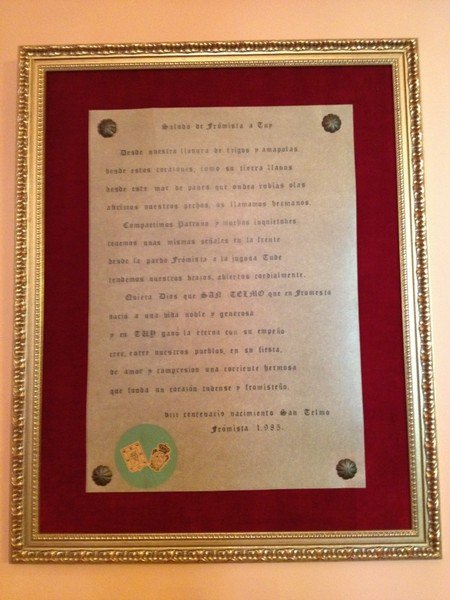 Saludo de Frómista a Tuy
Desde nuestra llanura de trigos y amapolas
desde estos corazones, como su tierra llanos
desde este mar de panes que ondea rubias olas
abrimos nuestros pechos, os llamamos hermanos.
Compartimos Patrono y muchas inquietudes
tenemos unas mismas señales en la frente
desde la parda Frómista a la jugosa Tude
tendemos nuestros brazos, abiertos cordialmente.
Quiera Dios que SAN TELMO que en Fromesta
nació a una vida noble y generosa
y en TUY ganó la eterna con su empeño
cree, entre nuestros pueblos, en su fiesta,
de amor y compresion una corriente hermosa
que funda un corazón tudense y fromisteño.
VIII centenario nacimiento San Telmo
Frómista 1.985.